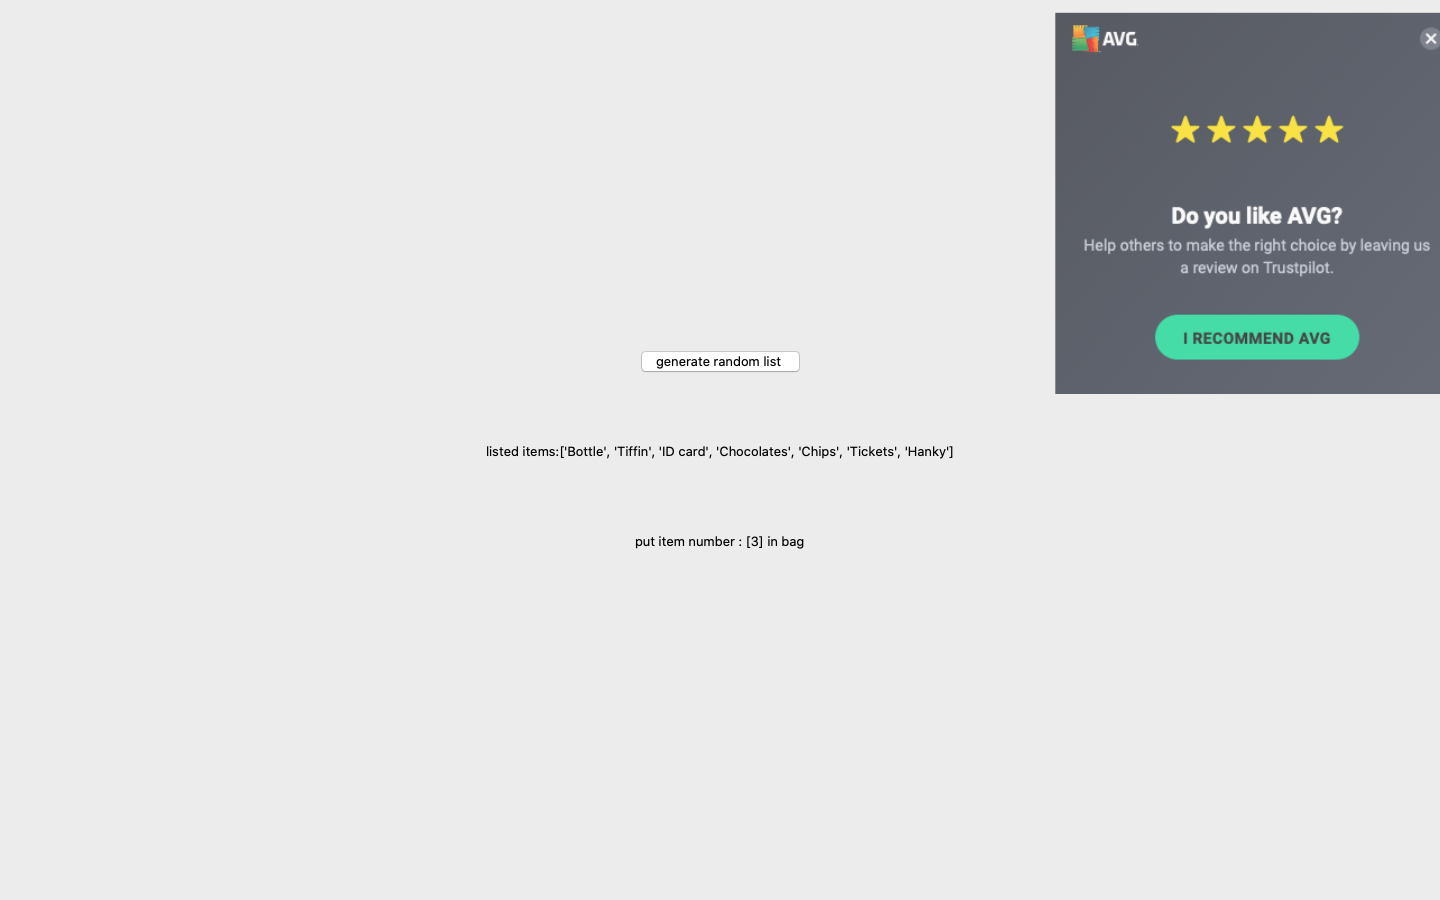 AVG
Do you like AVG?
Help others to make the right choice by leaving us
a review on Trustpilot.
I RECOMMEND AVG
generate random list
listed items:['Bottle', 'Tiffin', 'ID card', 'Chocolates', 'Chips', 'Tickets', 'Hanky']
put item number : [3] in bag